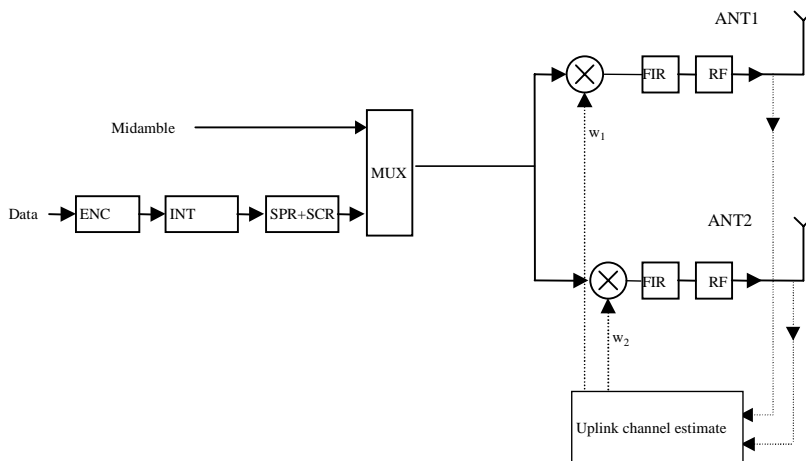 ANT1
FIR
RF
Midamble
w1
MUX
Data
ENC
INT
SPR+SCR
ANT2
FIR
RF
w2
Uplink channel estimate